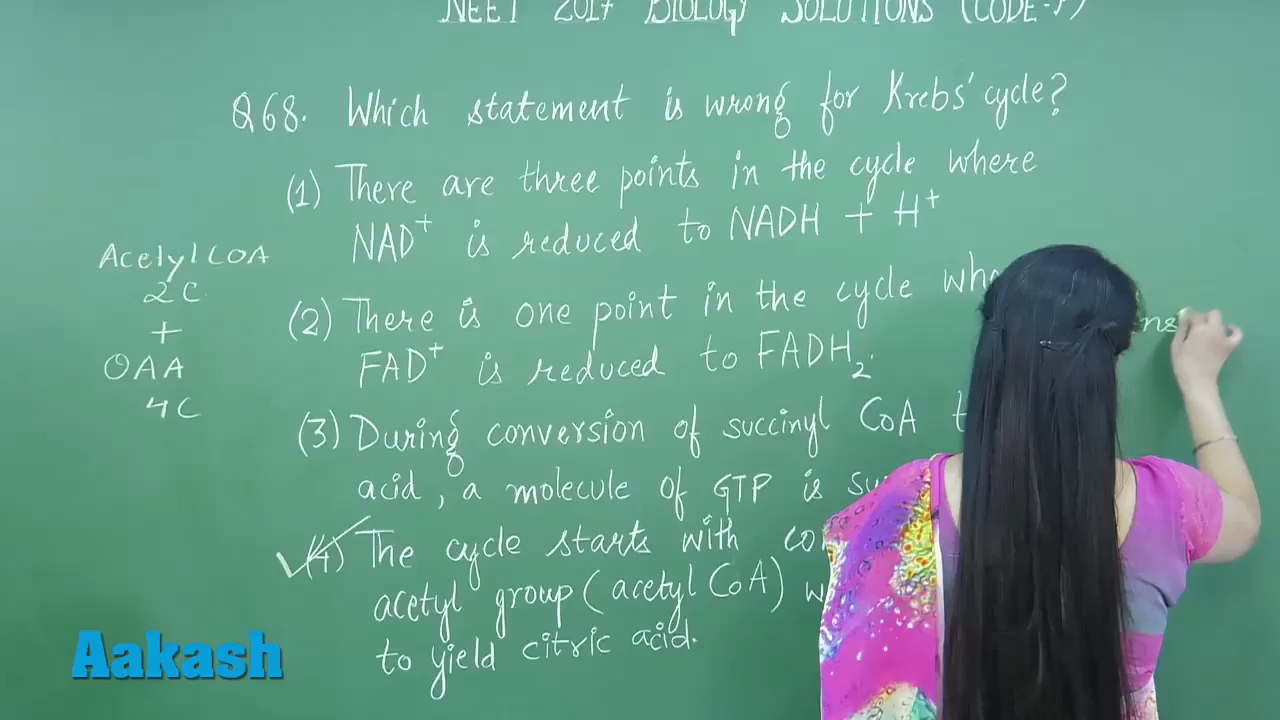 NEET 2017 BIOLOGY SOLUTIONS (CODE-P)
Q68. Which statement is wrong for Krebs' cycle?
(1) There are three points in the cycle where
NAD⁺ is reduced to NADH + H⁺
(2) There is one point in the cycle
FAD⁺ is reduced to FADH₂.
(3) During conversion of succinyl CoA
acid, a molecule of GTP is
(4) The cycle starts with
acetyl group (acetyl CoA)
to yield citric acid.
Acetyl COA
2C
+
OAA
4C
Aakash